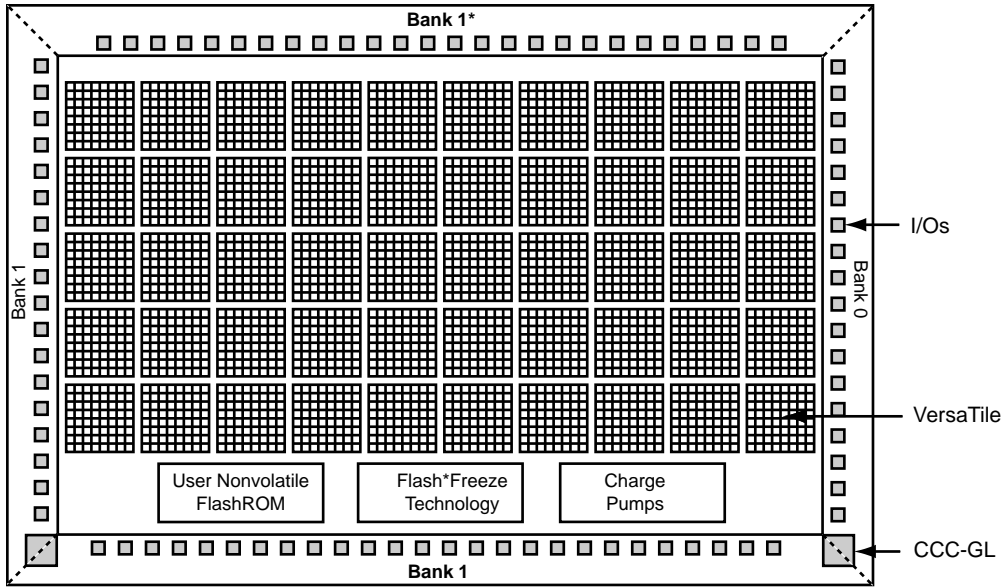 Bank 1*
I/Os
Bank 1
Bank 0
VersaTile
User Nonvolatile
FlashROM
Flash*Freeze
Technology
Charge
Pumps
CCC-GL
Bank 1